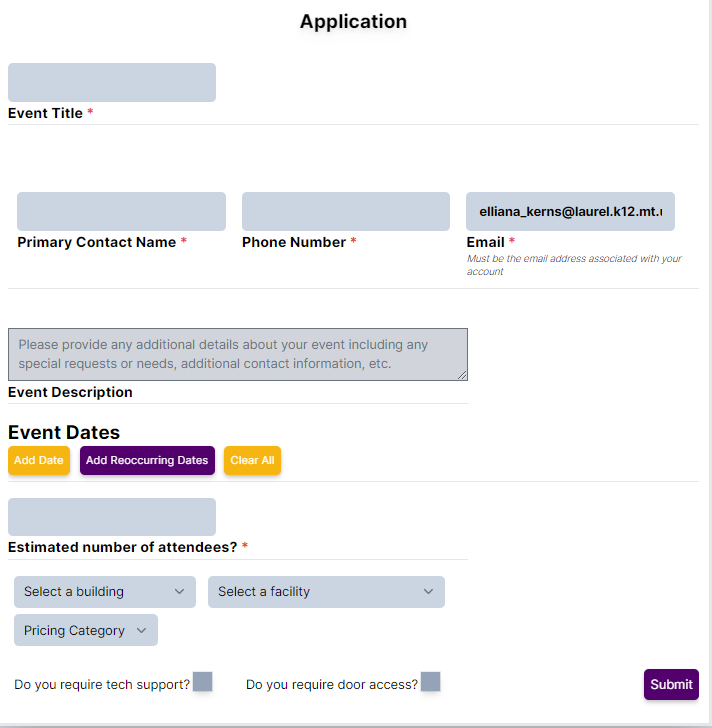 Application
Event Title *
elliana_kerns@laurel.k12.mt.
Primary Contact Name * Phone Number * Email *
Must be the email address associated with your
account
Please provide any additional details about your event including any
special requests or needs, additional contact information, etc.
Event Description
Event Dates
Add Date Add Reoccurring Dates Clear All
Estimated number of attendees? *
Select a building Select a facility
Pricing Category
Do you require tech support? Do you require door access? Submit